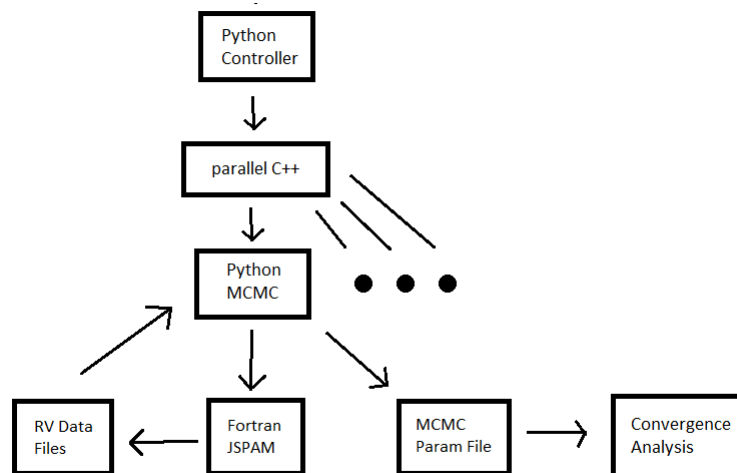 Python
Controller
parallel C++
Python
MCMC
RV Data
Files
Fortran
JSPAM
MCMC
Param File
Convergence
Analysis